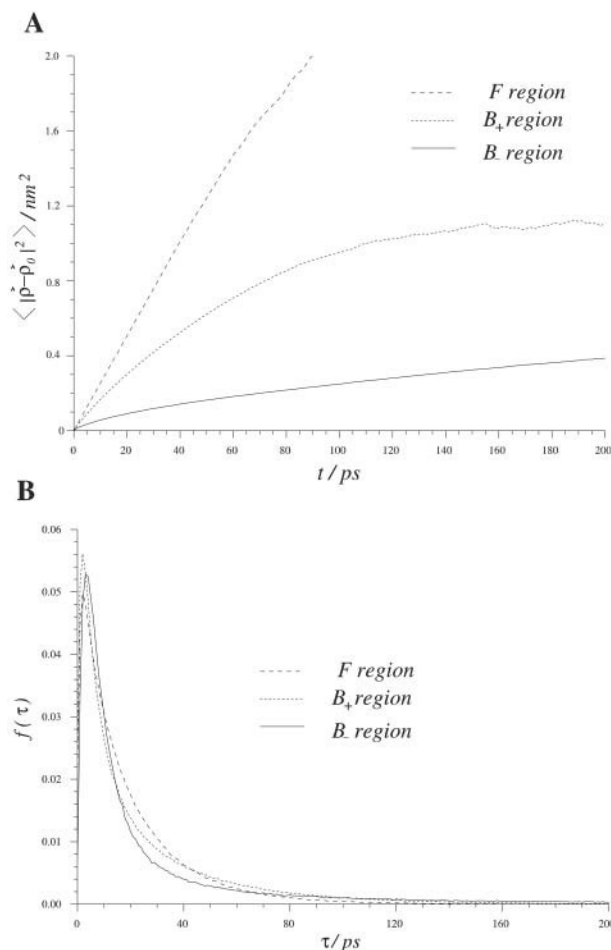 A
2.0
1.6
1.2
0.8
0.4
0
< |ρ̂-ρ̂₀|² > / nm²
F region
B₊ region
B₋ region
0 20 40 60 80 100 120 140 160 180 200
t / ps
B
0.06
0.05
0.04
0.03
0.02
0.01
0.00
f (τ)
F region
B₊ region
B₋ region
0 40 80 120 160 200
τ / ps